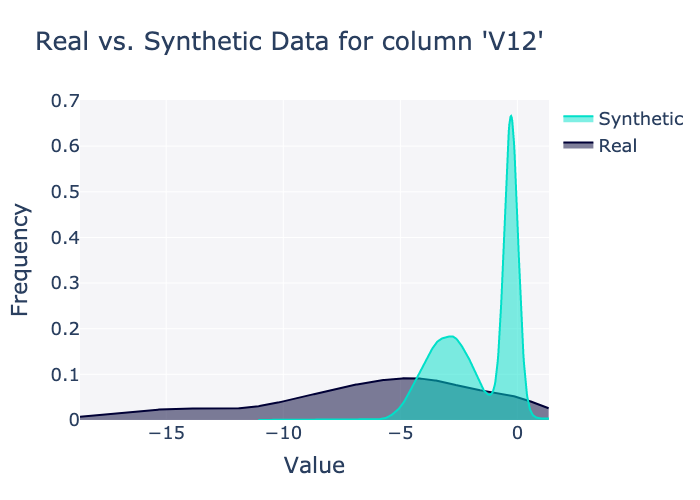 Real vs. Synthetic Data for column 'V12'
Synthetic
Real
0.7
0.6
0.5
0.4
0.3
0.2
0.1
0
Frequency
−15
−10
−5
0
Value